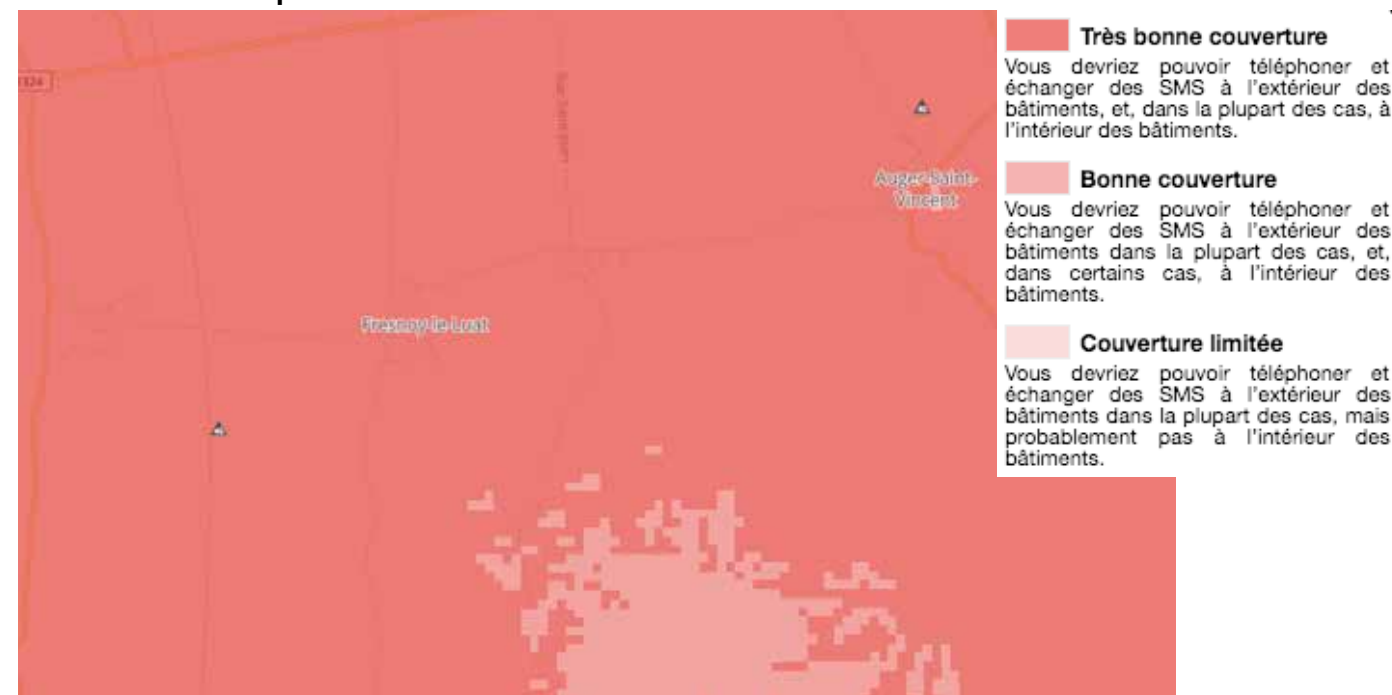 Très bonne couverture
Vous devriez pouvoir téléphoner et
échanger des SMS à l'extérieur des
bâtiments, et, dans la plupart des cas, à
l'intérieur des bâtiments.
Bonne couverture
Vous devriez pouvoir téléphoner et
échanger des SMS à l'extérieur des
bâtiments dans la plupart des cas, et,
dans certains cas, à l'intérieur des
bâtiments.
Couverture limitée
Vous devriez pouvoir téléphoner et
échanger des SMS à l'extérieur des
bâtiments dans la plupart des cas, mais
probablement pas à l'intérieur des
bâtiments.
Auger-Saint-
Vincent
Fresnoy-le-Luat